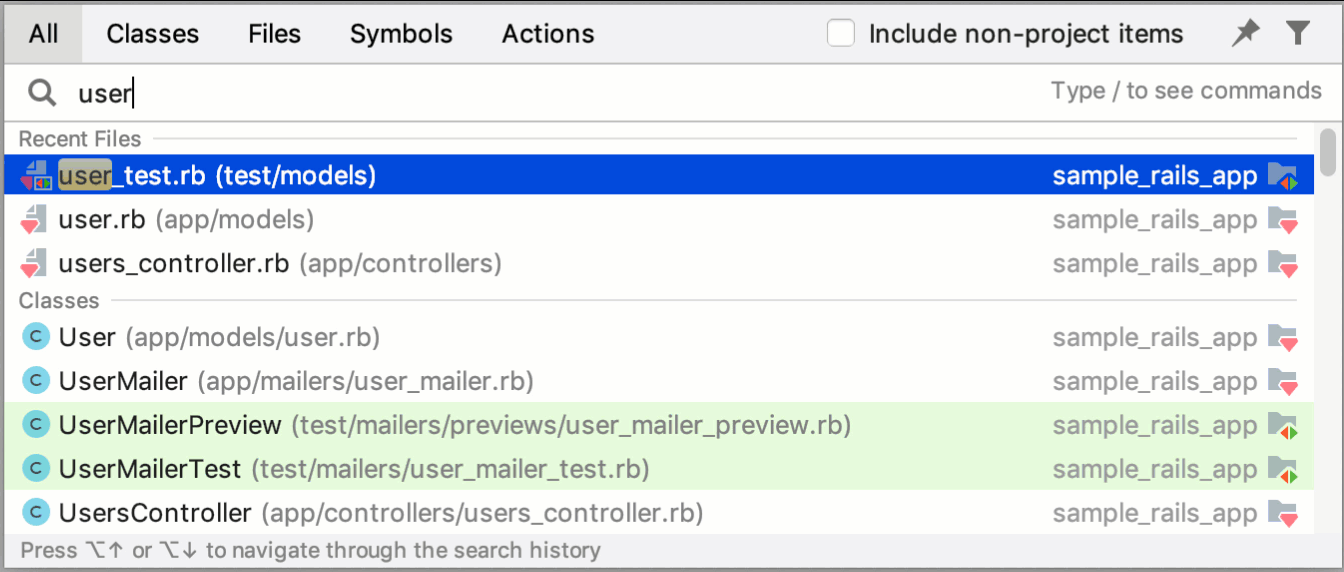 All Classes Files Symbols Actions Include non-project items
user Type / to see commands
Recent Files
user_test.rb (test/models) sample_rails_app
user.rb (app/models) sample_rails_app
users_controller.rb (app/controllers) sample_rails_app
Classes
C User (app/models/user.rb) sample_rails_app
C UserMailer (app/mailers/user_mailer.rb) sample_rails_app
C UserMailerPreview (test/mailers/previews/user_mailer_preview.rb) sample_rails_app
C UserMailerTest (test/mailers/user_mailer_test.rb) sample_rails_app
C UsersController (app/controllers/users_controller.rb) sample_rails_app
Press ⌥↑ or ⌥↓ to navigate through the search history